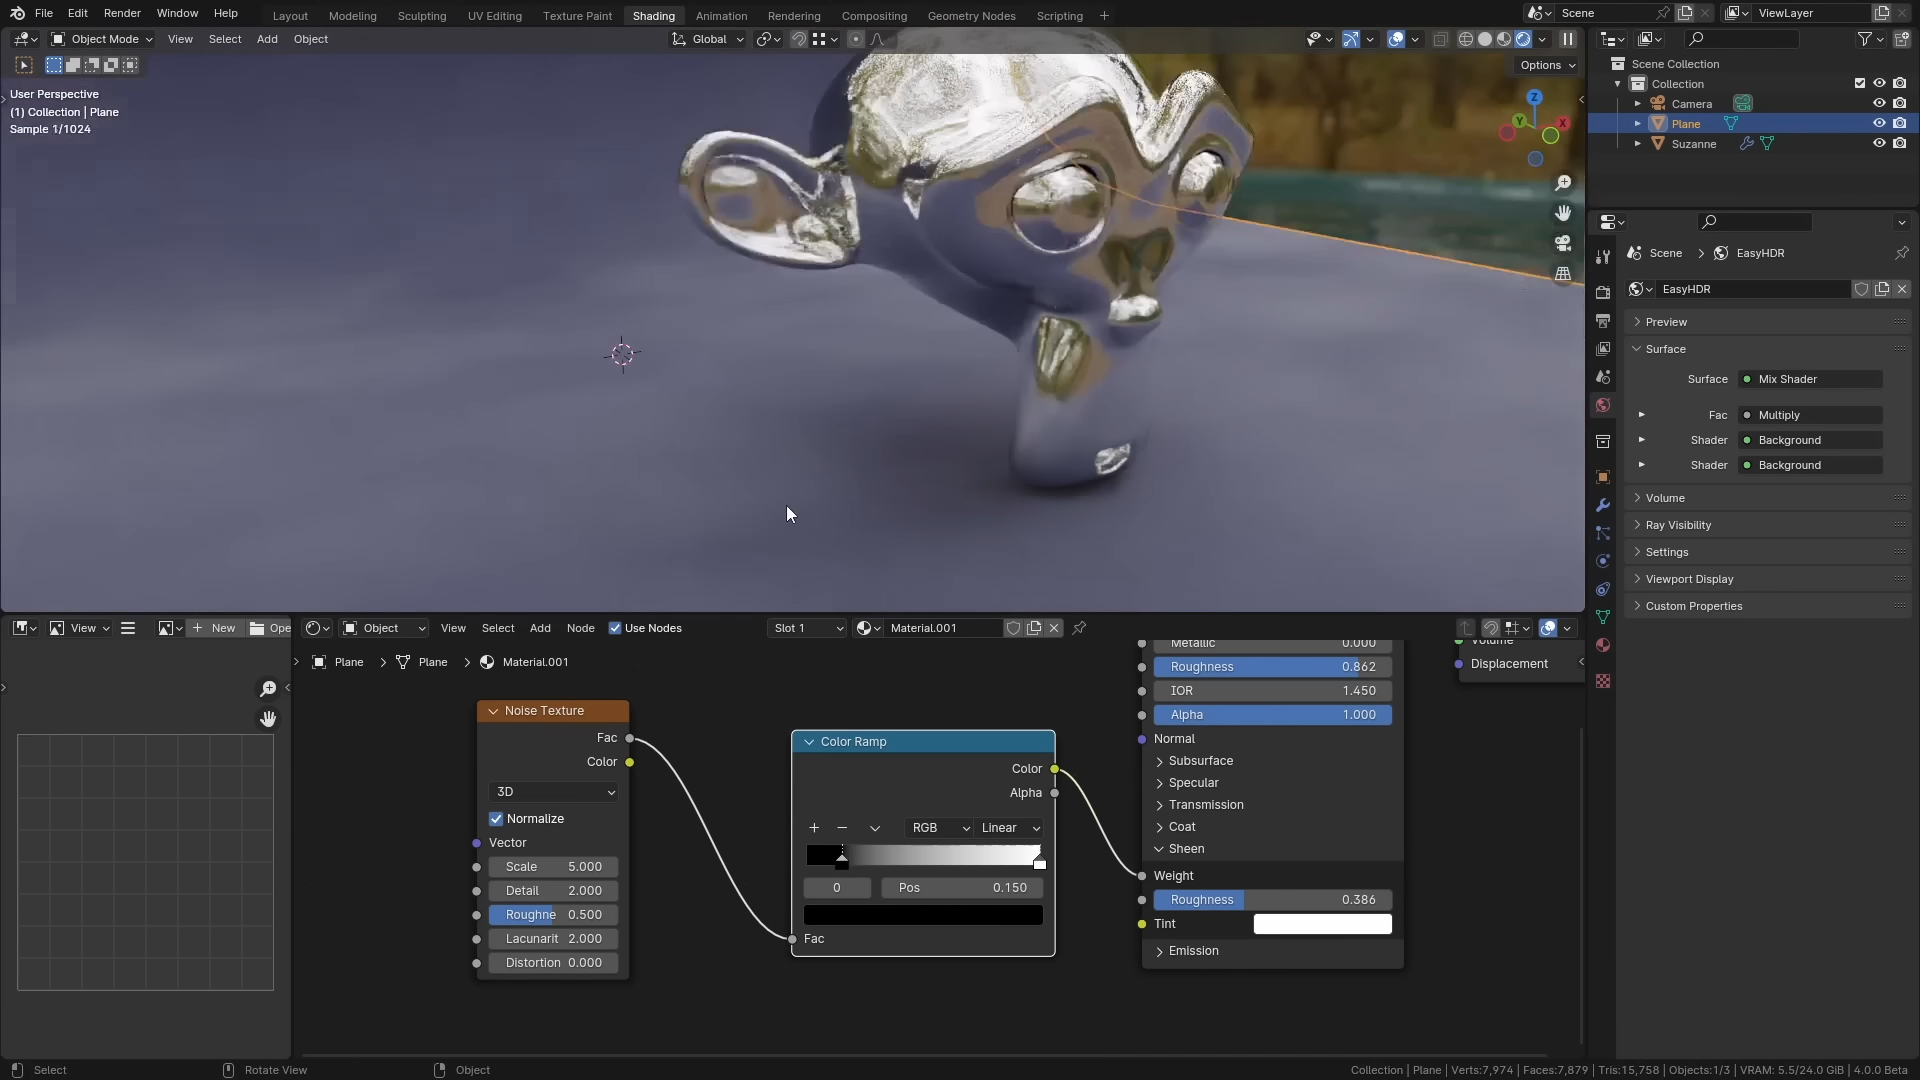 File Edit Render Window Help Layout Modeling Sculpting UV Editing Texture Paint Shading Animation Rendering Compositing Geometry Nodes Scripting + Scene ViewLayer
Object Mode View Select Add Object Global
Options
User Perspective
(1) Collection | Plane
Sample 1/1024
Z
Y X
Scene Collection
Collection
Camera
Plane
Suzanne
Scene > EasyHDR
EasyHDR
Preview
Surface
Surface Mix Shader
Fac Multiply
Shader Background
Shader Background
Volume
Ray Visibility
Settings
Viewport Display
Custom Properties
View New Ope
Object View Select Add Node Use Nodes Slot 1 Material.001
Plane > Plane > Material.001
Noise Texture
Fac
Color
3D
Normalize
Vector
Scale 5.000
Detail 2.000
Roughne 0.500
Lacunarit 2.000
Distortion 0.000
Color Ramp
Color
Alpha
RGB Linear
0 Pos 0.150
Fac
Metallic 0.000
Roughness 0.862
IOR 1.450
Alpha 1.000
Normal
Subsurface
Specular
Transmission
Coat
Sheen
Weight
Roughness 0.386
Tint
Emission
Volume
Displacement
Select Rotate View Object Collection | Plane | Verts:7,974 | Faces:7,879 | Tris:15,758 | Objects:1/3 | VRAM: 5.5/24.0 GiB | 4.0.0 Beta